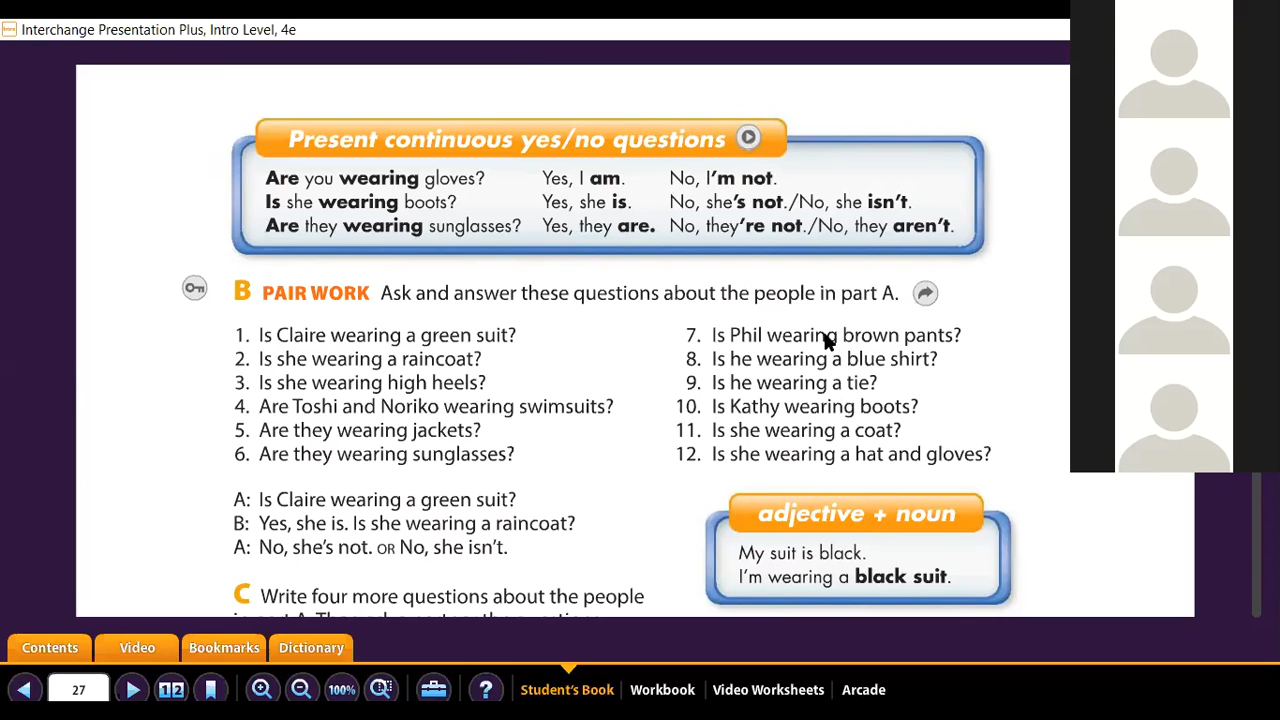 Interchange Presentation Plus, Intro Level, 4e
Present continuous yes/no questions
Are you wearing gloves? Yes, I am. No, I'm not.
Is she wearing boots? Yes, she is. No, she's not./No, she isn't.
Are they wearing sunglasses? Yes, they are. No, they're not./No, they aren't.
B PAIR WORK Ask and answer these questions about the people in part A.
1. Is Claire wearing a green suit?
2. Is she wearing a raincoat?
3. Is she wearing high heels?
4. Are Toshi and Noriko wearing swimsuits?
5. Are they wearing jackets?
6. Are they wearing sunglasses?
7. Is Phil wearing brown pants?
8. Is he wearing a blue shirt?
9. Is he wearing a tie?
10. Is Kathy wearing boots?
11. Is she wearing a coat?
12. Is she wearing a hat and gloves?
A: Is Claire wearing a green suit?
B: Yes, she is. Is she wearing a raincoat?
A: No, she's not. OR No, she isn't.
adjective + noun
My suit is black.
I'm wearing a black suit.
C Write four more questions about the people
Contents Video Bookmarks Dictionary
27 12 100% ? Student's Book Workbook Video Worksheets Arcade